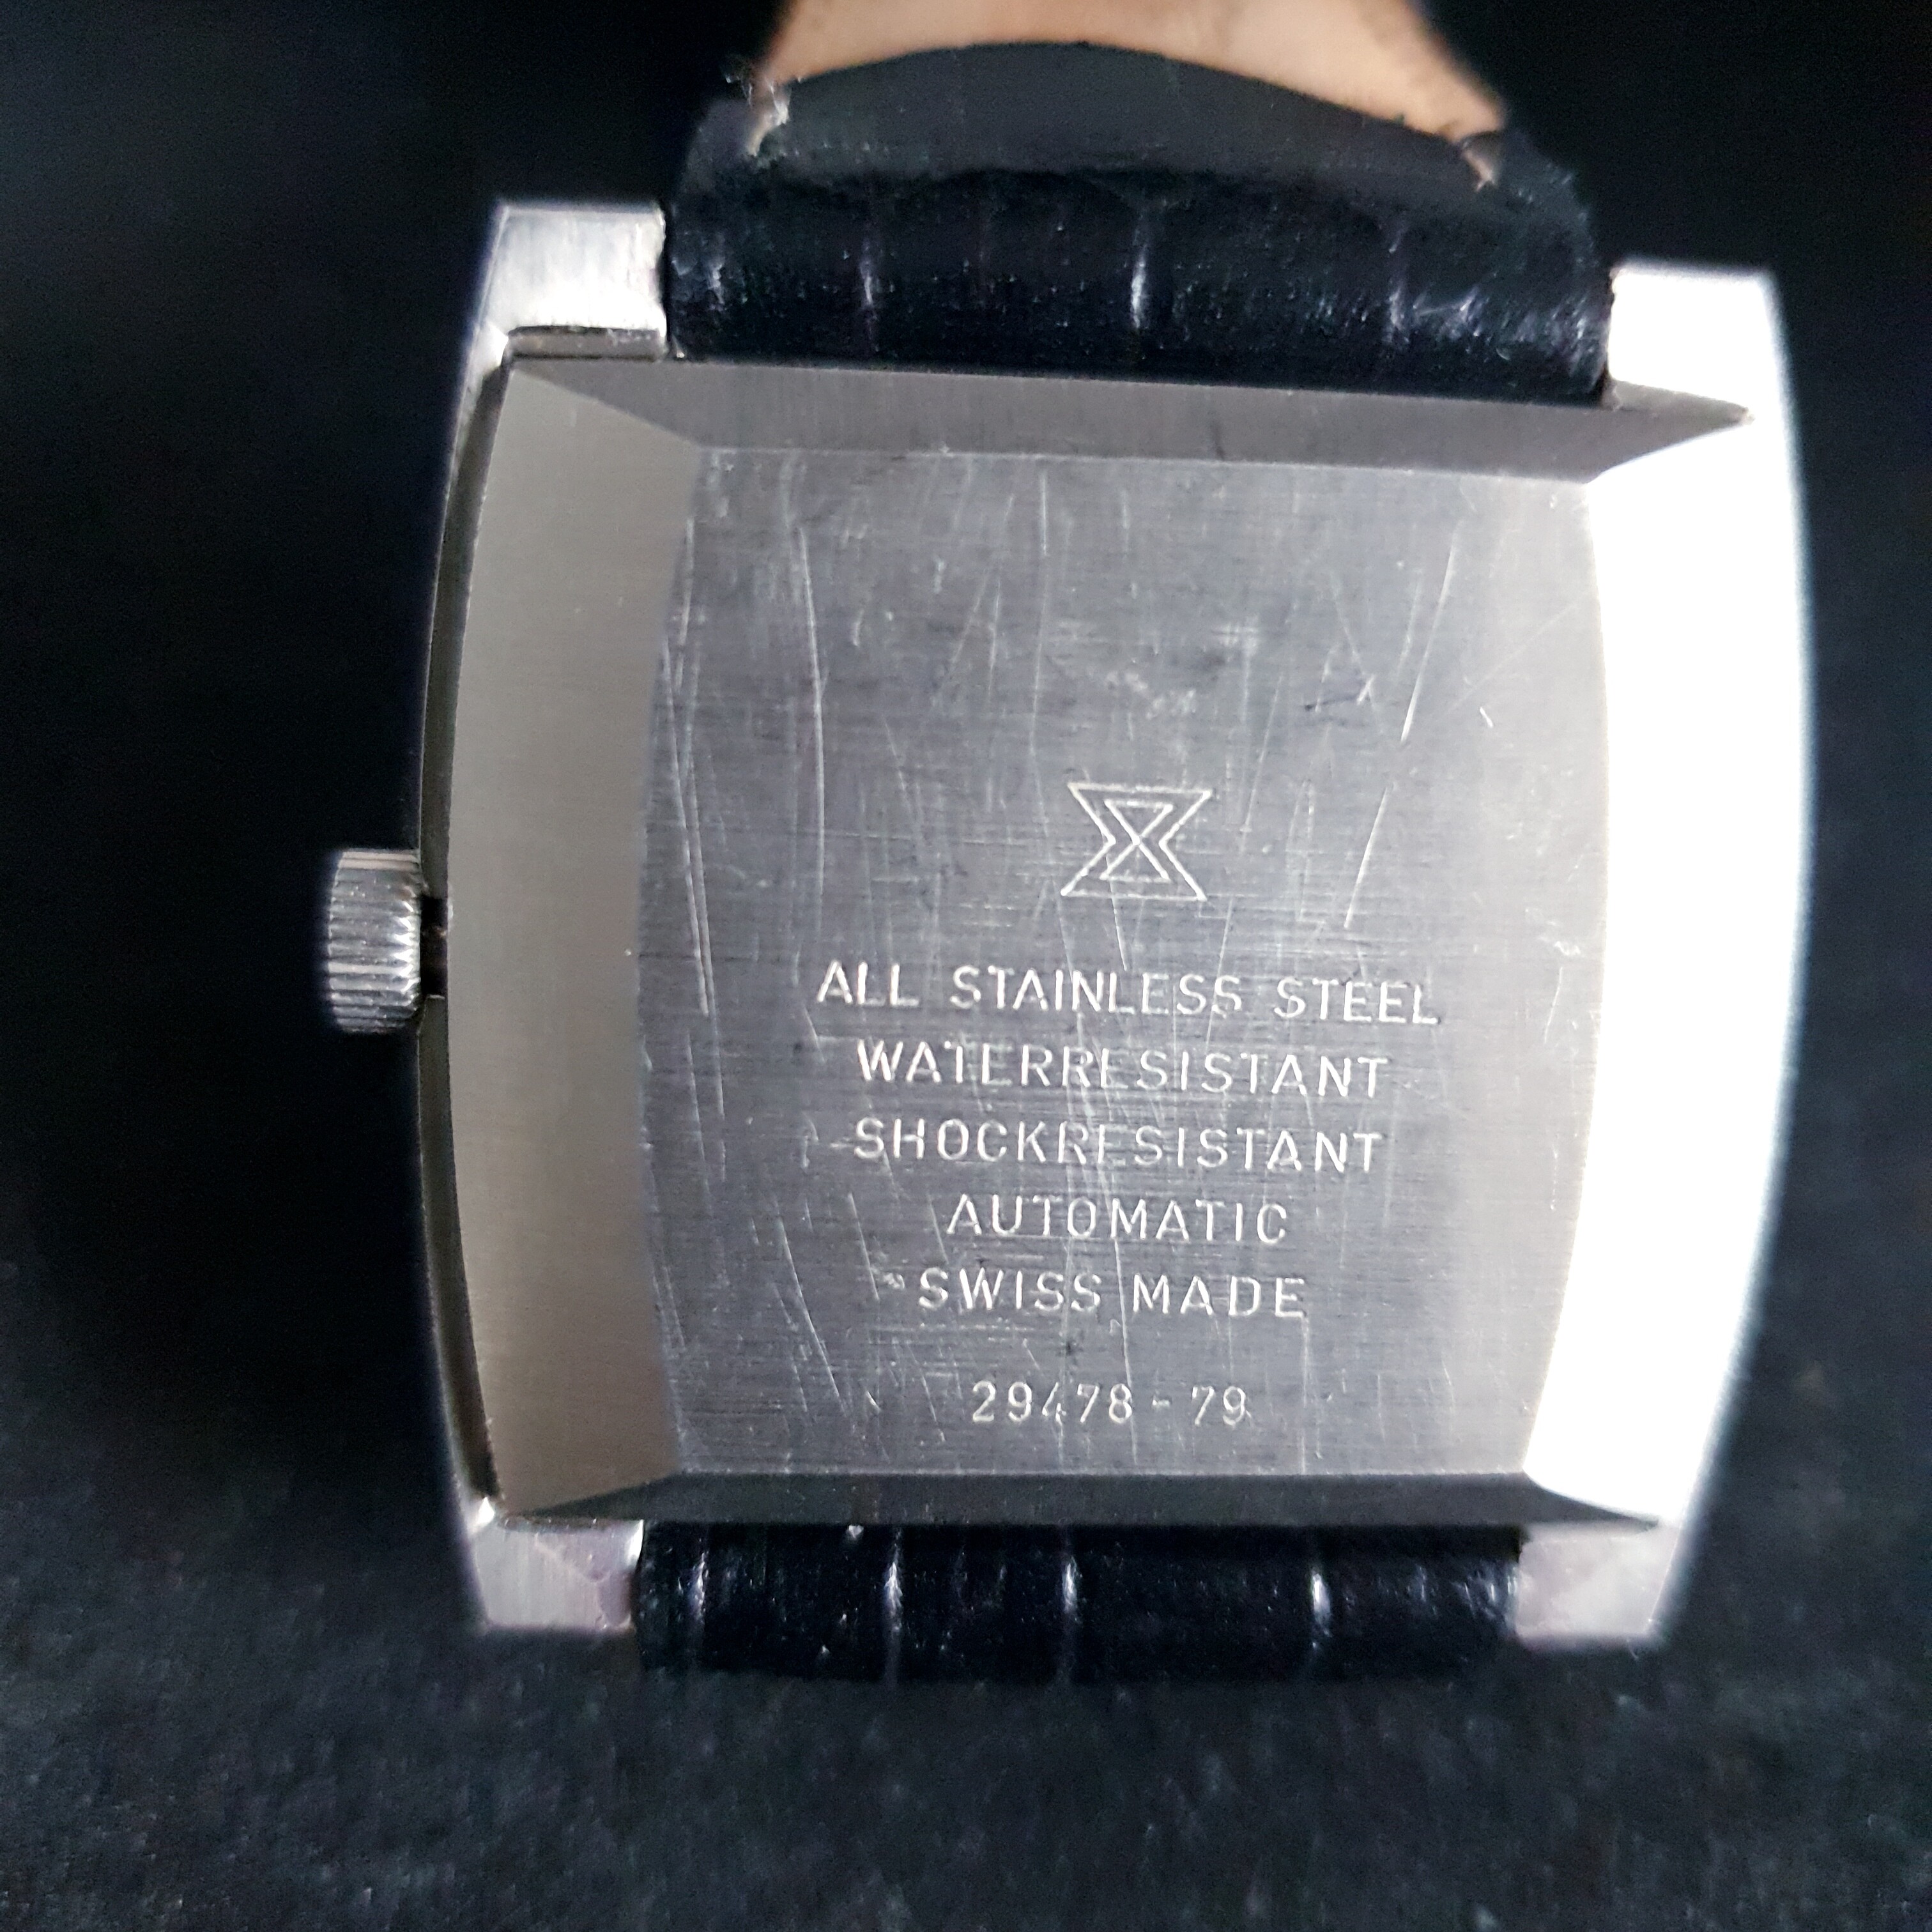 ALL STAINLESS STEEL
WATERRESISTANT
SHOCKRESISTANT
AUTOMATIC
SWISS MADE
29478-79